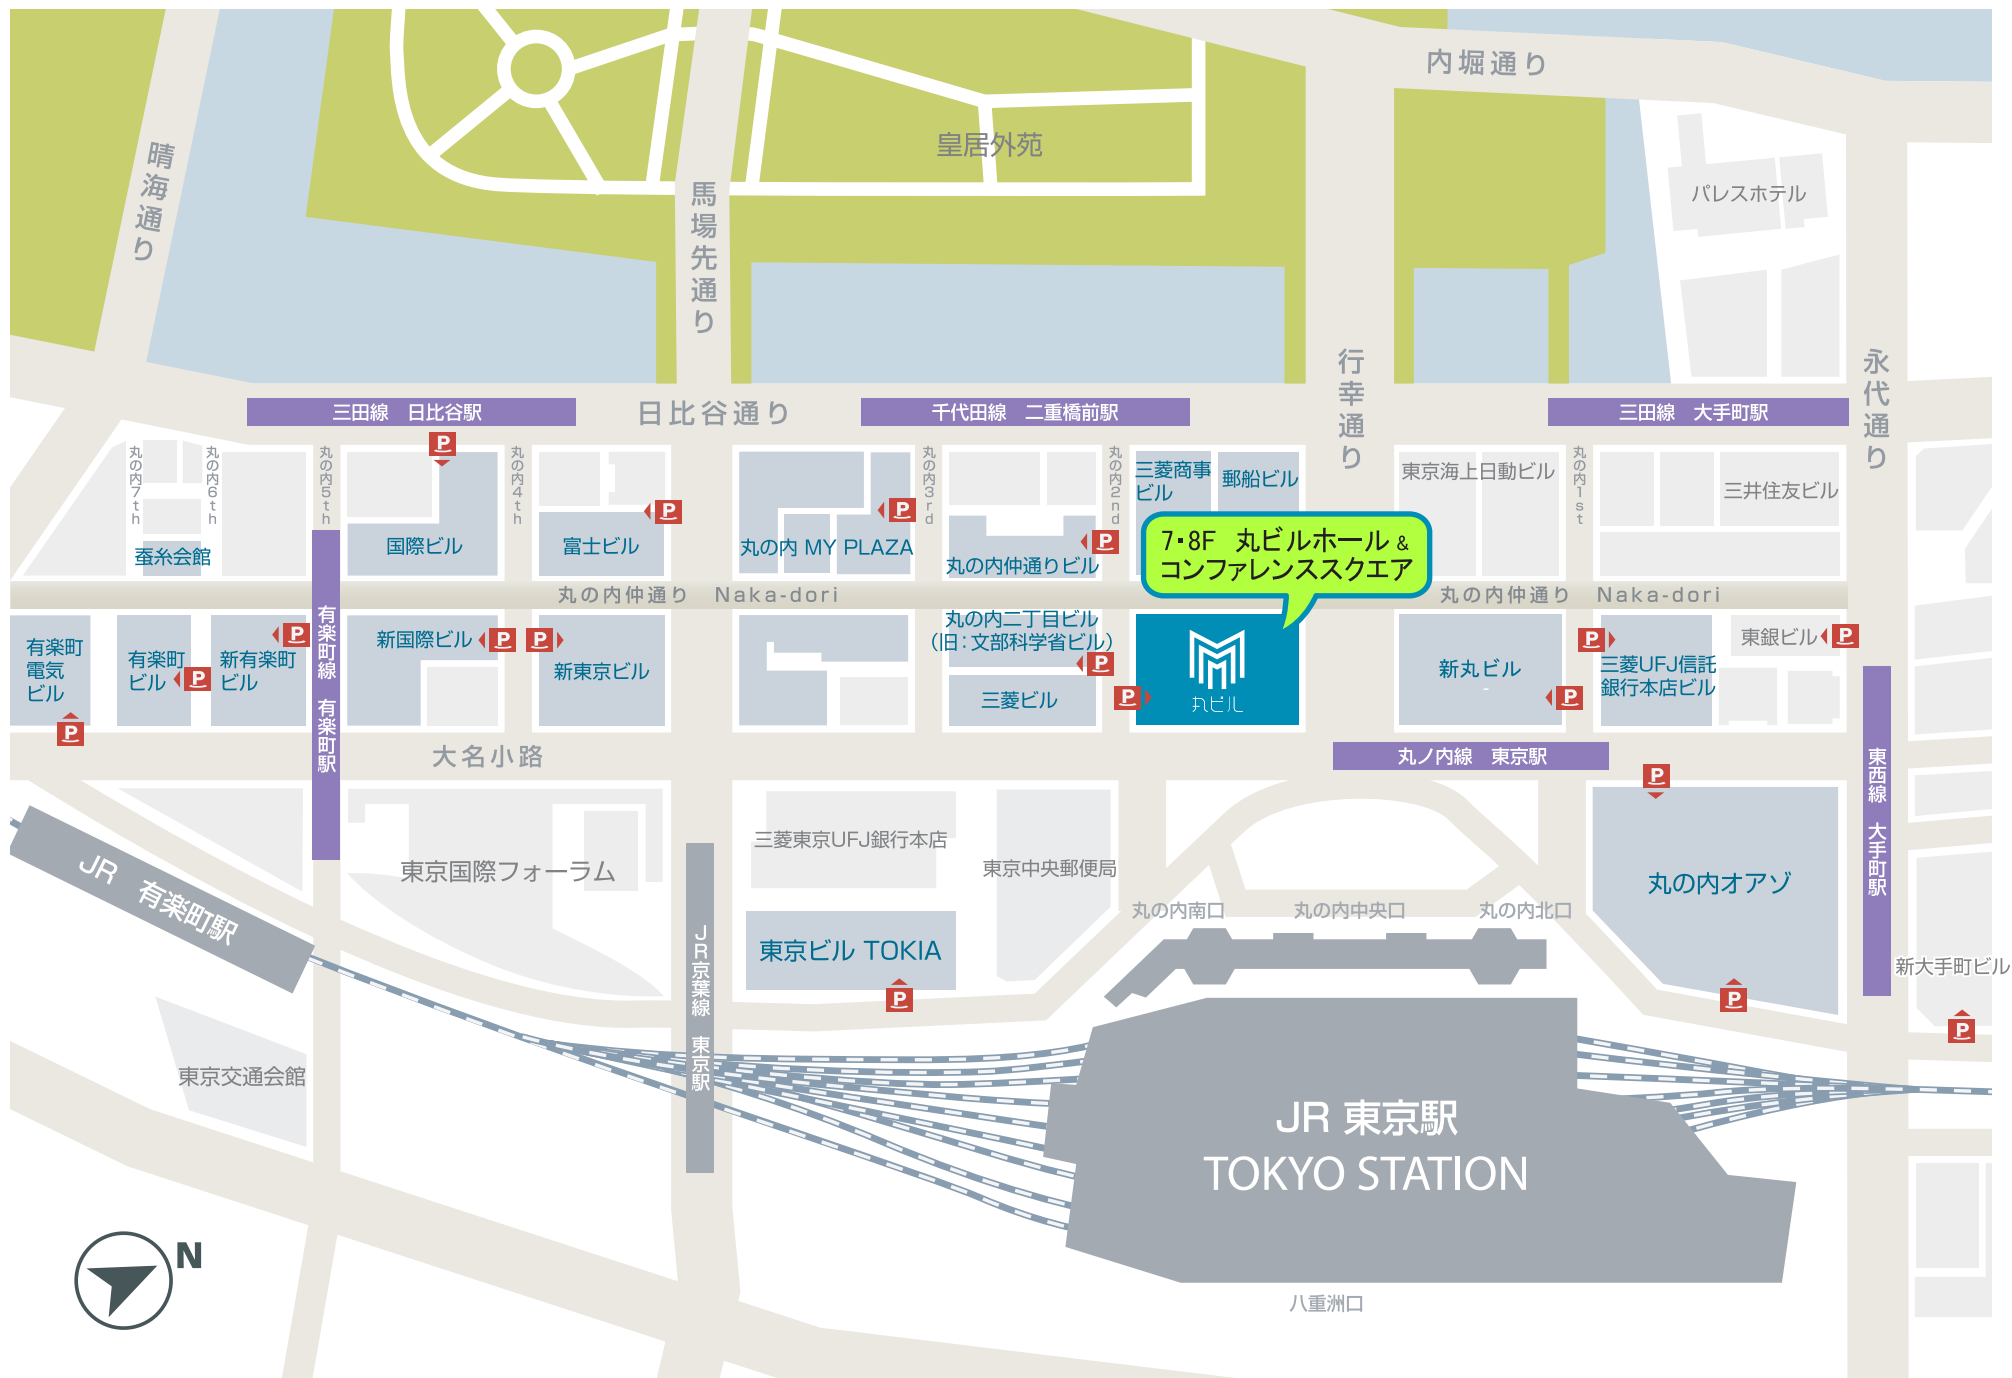 内堀通り
晴海通り
馬場先通り
皇居外苑
パレスホテル
行幸通り
永代通り
三田線 日比谷駅
日比谷通り
千代田線 二重橋前駅
三田線 大手町駅
P
丸の内7th
丸の内6th
丸の内5th
丸の内4th
丸の内3rd
丸の内2nd
丸の内1st
三菱商事
ビル
郵船ビル
東京海上日動ビル
三井住友ビル
P
P
P
蚕糸会館
国際ビル
富士ビル
丸の内 MY PLAZA
丸の内仲通りビル
7・8F 丸ビルホール &
コンファレンススクエア
丸の内仲通り Naka-dori
丸の内仲通り Naka-dori
有楽町
電気
ビル
有楽町
ビル
新有楽町
ビル
P
P
P
有楽町線 有楽町駅
新国際ビル
P
P
新東京ビル
丸の内二丁目ビル
（旧：文部科学省ビル）
P
三菱ビル
P
丸ビル
新丸ビル
P
P
三菱UFJ信託
銀行本店ビル
東銀ビル
P
大名小路
丸ノ内線 東京駅
東西線 大手町駅
P
JR 有楽町駅
東京国際フォーラム
三菱東京UFJ銀行本店
東京中央郵便局
丸の内オアゾ
丸の内南口
丸の内中央口
丸の内北口
JR京葉線 東京駅
東京ビル TOKIA
P
P
新大手町ビル
P
東京交通会館
JR 東京駅
TOKYO STATION
N
八重洲口